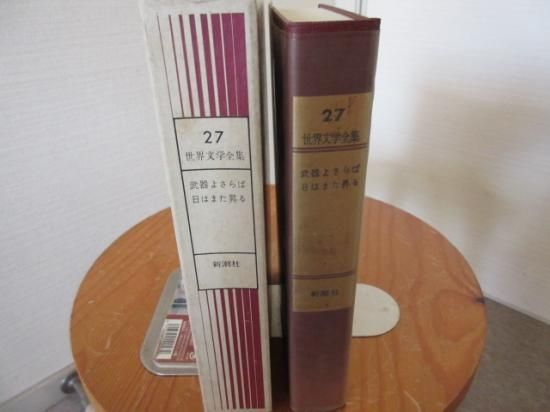 27
世界文学全集
武器よさらば
日はまた昇る
新潮社
27
世界文学全集
武器よさらば
日はまた昇る
新潮社